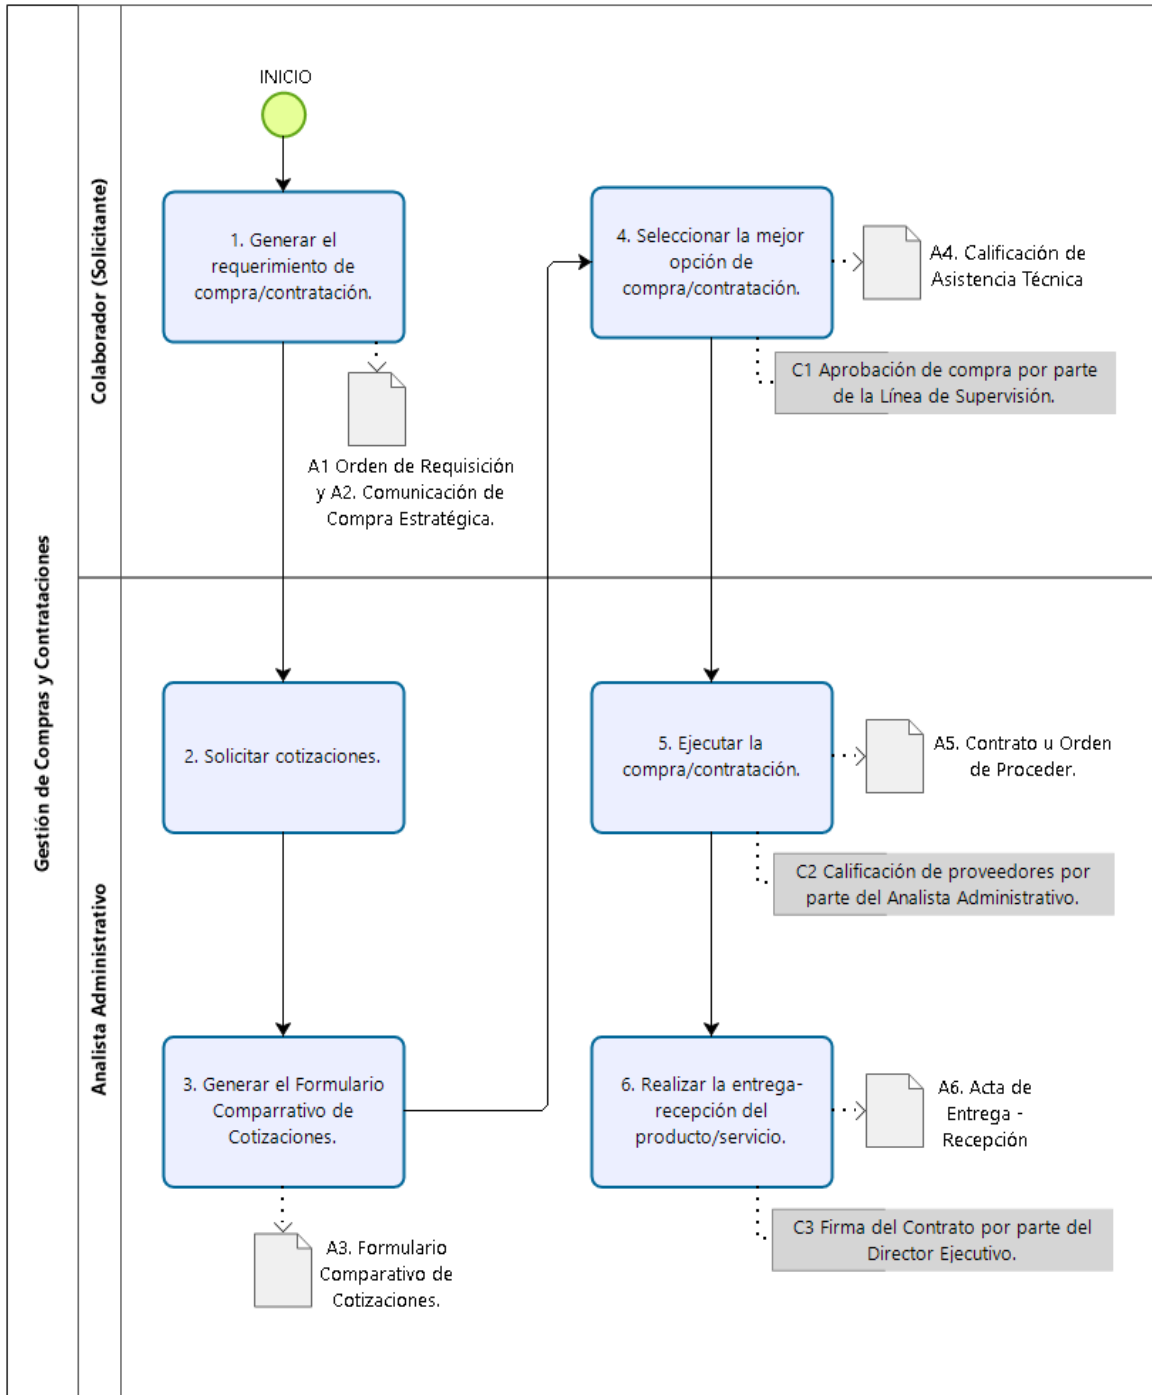 Gestión de Compras y Contrataciones
Colaborador (Solicitante)
INICIO
1. Generar el
requerimiento de
compra/contratación.
A1 Orden de Requisición
y A2. Comunicación de
Compra Estratégica.
4. Seleccionar la mejor
opción de
compra/contratación.
A4. Calificación de
Asistencia Técnica
C1 Aprobación de compra por parte
de la Línea de Supervisión.
Analista Administrativo
2. Solicitar cotizaciones.
3. Generar el Formulario
Comparrativo de
Cotizaciones.
A3. Formulario
Comparativo de
Cotizaciones.
5. Ejecutar la
compra/contratación.
A5. Contrato u Orden
de Proceder.
C2 Calificación de proveedores por
parte del Analista Administrativo.
6. Realizar la entrega-
recepción del
producto/servicio.
A6. Acta de
Entrega -
Recepción
C3 Firma del Contrato por parte del
Director Ejecutivo.